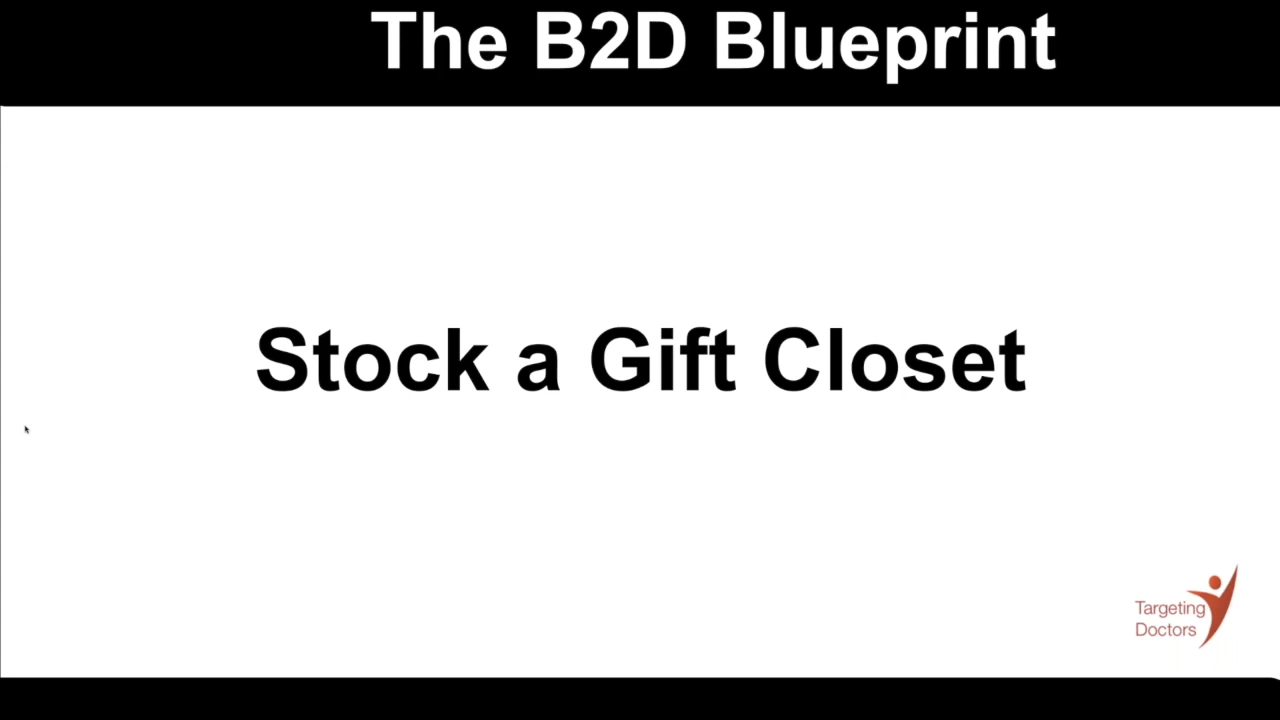 The B2D Blueprint
Stock a Gift Closet
Targeting
Doctors